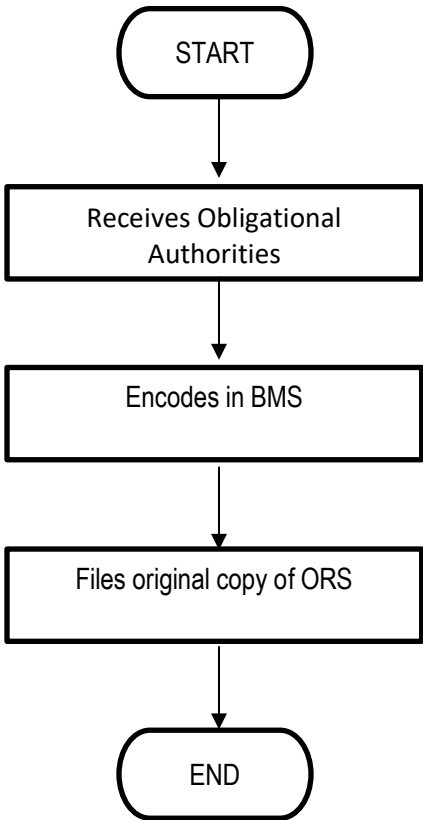 START
Receives Obligational
Authorities
Encodes in BMS
Files original copy of ORS
END